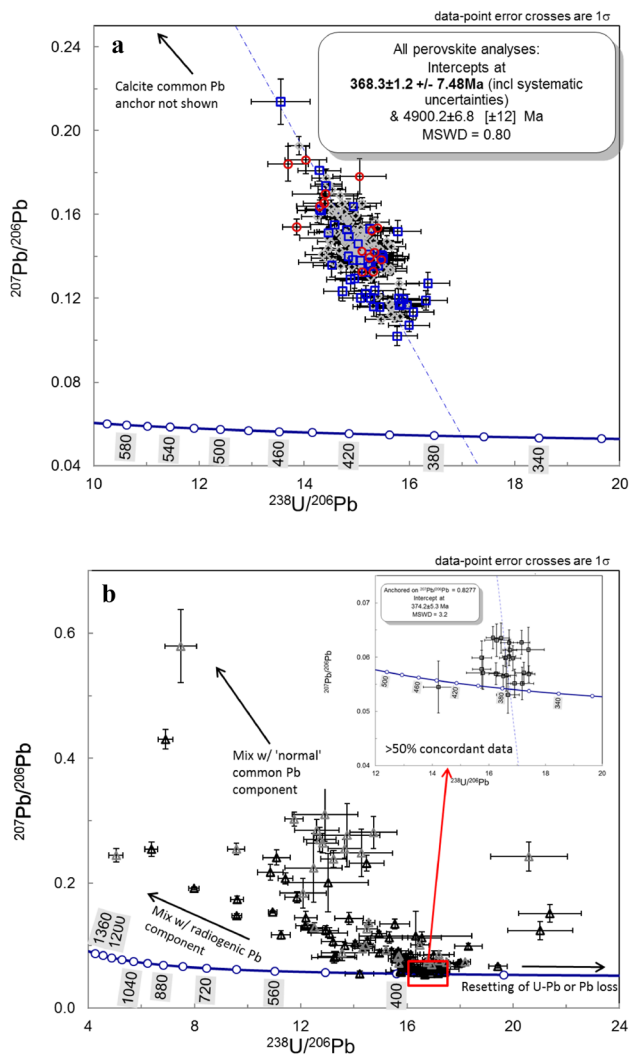 data-point error crosses are 1σ
a
Calcite common Pb
anchor not shown
All perovskite analyses:
Intercepts at
368.3±1.2 +/- 7.48Ma (incl systematic
uncertainties)
& 4900.2±6.8 [±12] Ma
MSWD = 0.80
0.24
0.20
0.16
0.12
0.08
0.04
207Pb/206Pb
580
540
500
460
420
380
340
10
12
14
16
18
20
238U/206Pb
data-point error crosses are 1σ
b
0.6
0.4
0.2
0.0
207Pb/206Pb
Mix w/ 'normal'
common Pb
component
Mix w/ radiogenic Pb
component
Resetting of U-Pb or Pb loss
1360
1200
1040
880
720
560
400
4
8
12
16
20
24
238U/206Pb
Anchored on 207Pb/206Pb = 0.8277
Intercept at
374.2±5.3 Ma
MSWD = 3.2
0.07
0.06
0.05
0.04
207Pb/206Pb
500
460
420
380
340
>50% concordant data
12
14
16
18
20
238U/206Pb